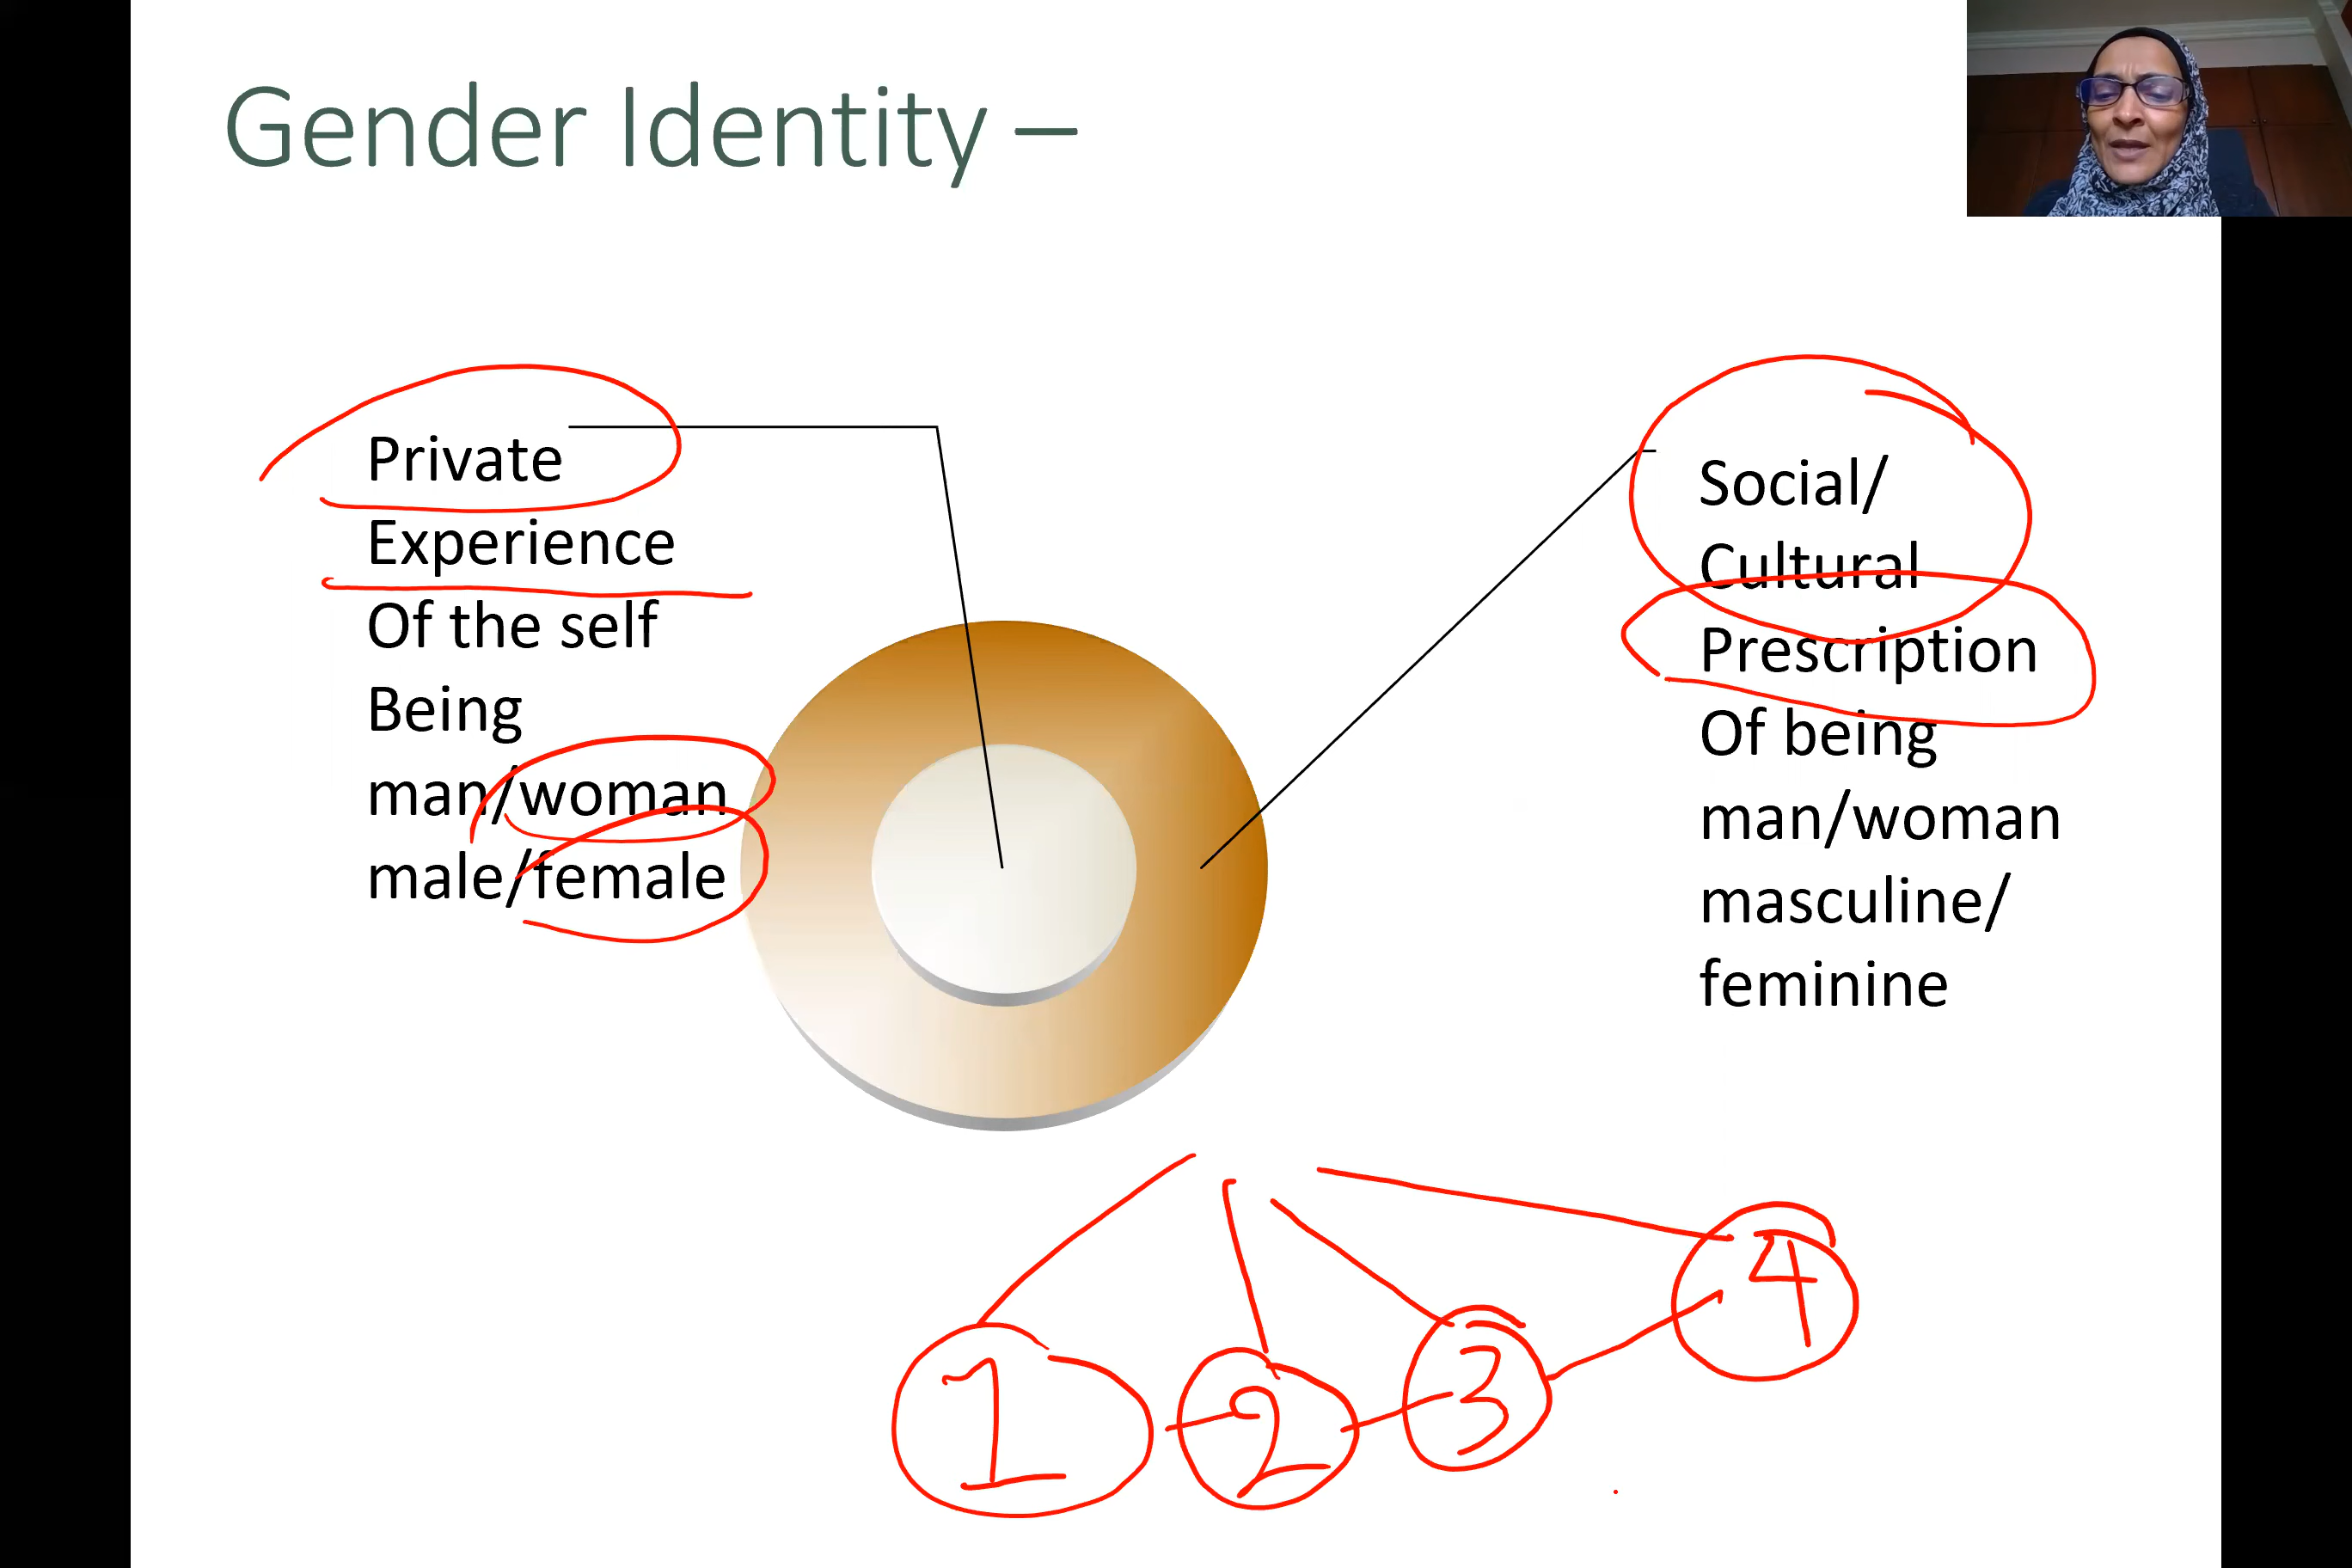 Gender Identity –
Private
Experience
Of the self
Being
man/woman
male/female
Social/
Cultural
Prescription
Of being
man/woman
masculine/
feminine
1
2
3
4